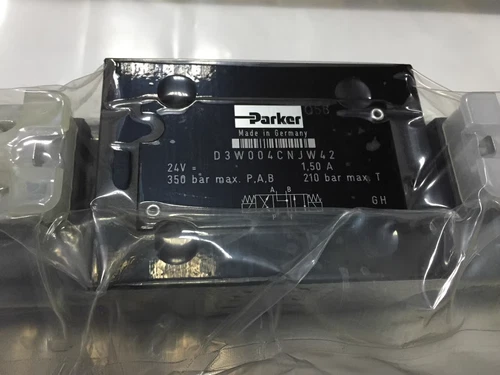 Parker
Made in Germany
D3W004CNJW42
24V = 1,50 A
350 bar max. P,A,B 210 bar max. T
A B
GH